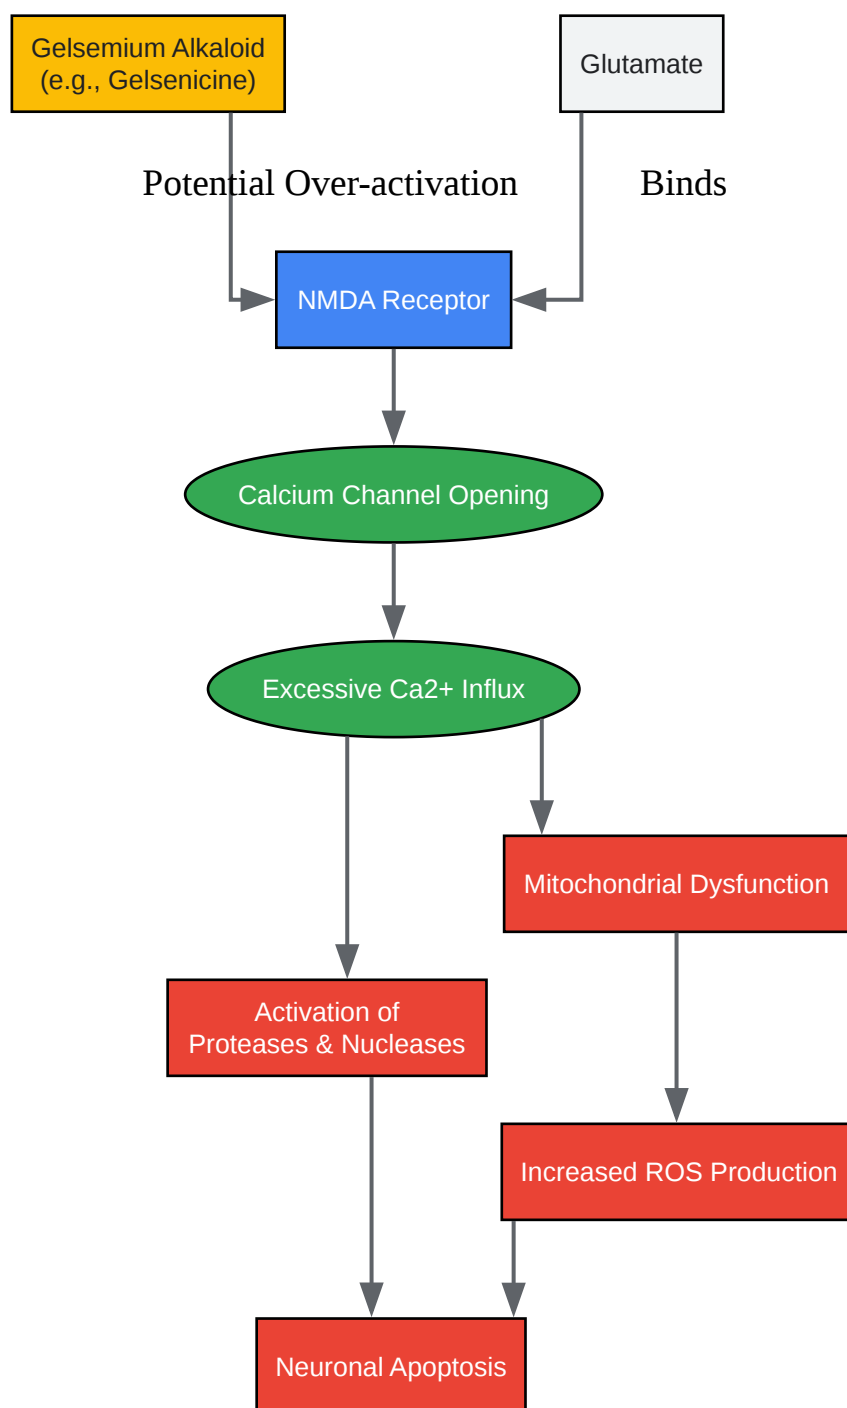 Gelsemium Alkaloid
(e.g., Gelsenicine)
Glutamate
Potential Over-activation
Binds
NMDA Receptor
Calcium Channel Opening
Excessive Ca2+ Influx
Mitochondrial Dysfunction
Activation of
Proteases & Nucleases
Increased ROS Production
Neuronal Apoptosis